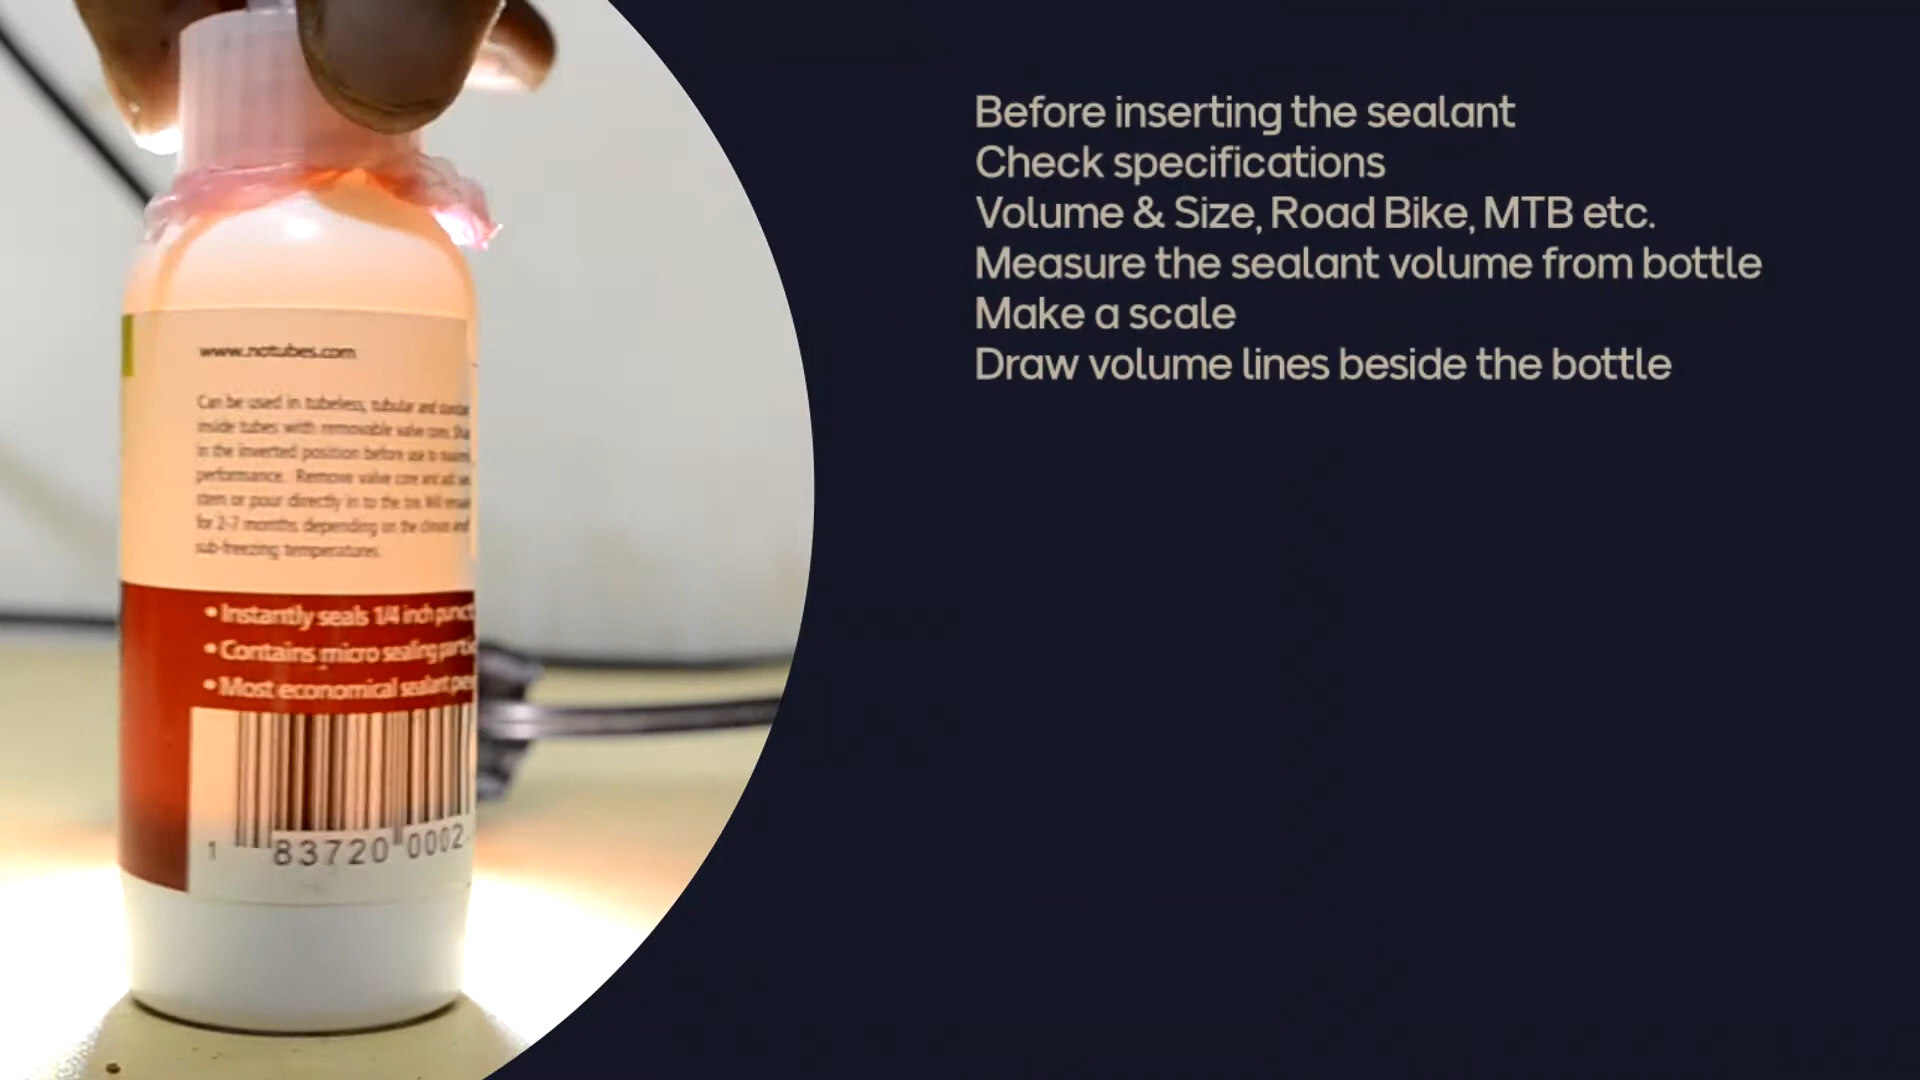 Before inserting the sealant
Check specifications
Volume & Size, Road Bike, MTB etc.
Measure the sealant volume from bottle
Make a scale
Draw volume lines beside the bottle
www.notubes.com
Can be used in tubeless, tubular and
inside tubes with removable valve cores.
in the inverted position before use to
performance. Remove valve core and add
stem or pour directly in to the tire. Will
for 2-7 months depending on the climate and
sub-freezing temperatures.
• Instantly seals 1/4 inch
• Contains micro sealing
• Most economical sealant
1 83720 0002